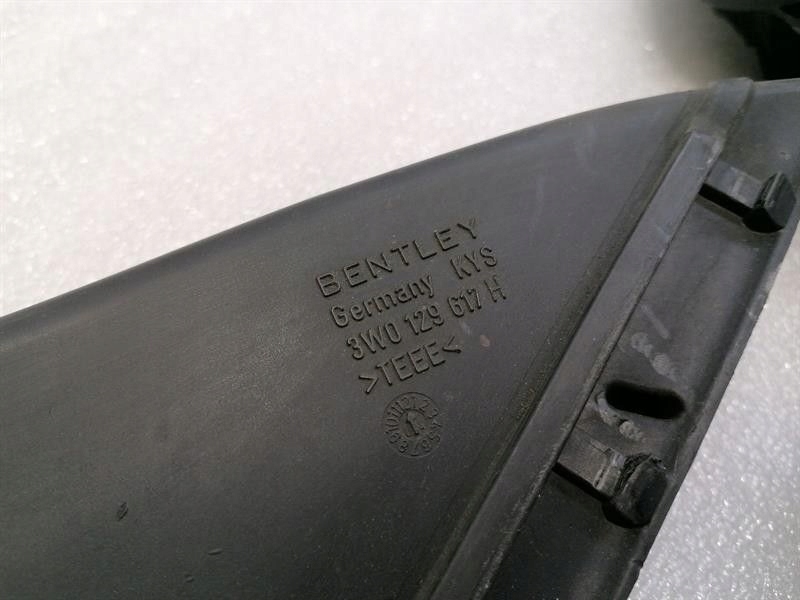 BENTLEY
Germany KYS
3W0 129 617 H
>TEEE<